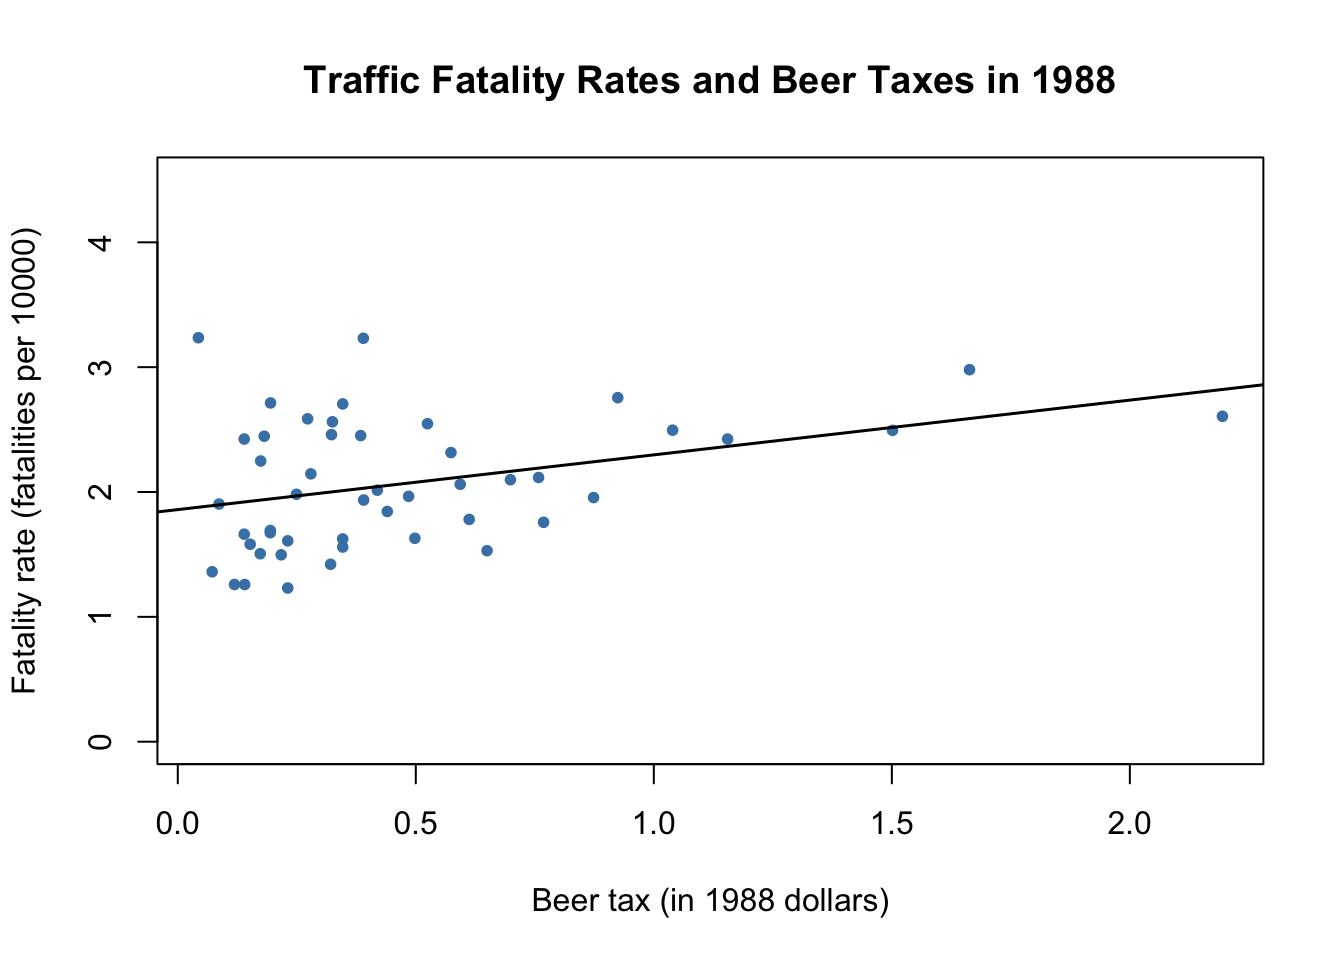 Traffic Fatality Rates and Beer Taxes in 1988
Fatality rate (fatalities per 10000)
4
3
2
1
0
0.0 0.5 1.0 1.5 2.0
Beer tax (in 1988 dollars)